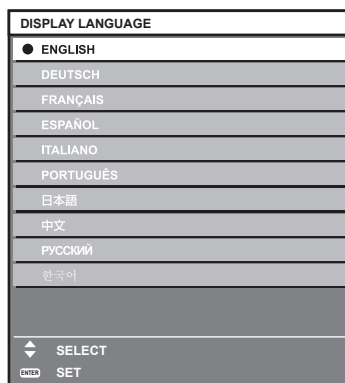 DISPLAY LANGUAGE
ENGLISH
DEUTSCH
FRANÇAIS
ESPAÑOL
ITALIANO
PORTUGUÊS
日本語
中文
РУССКИЙ
한국어
SELECT
ENTER SET